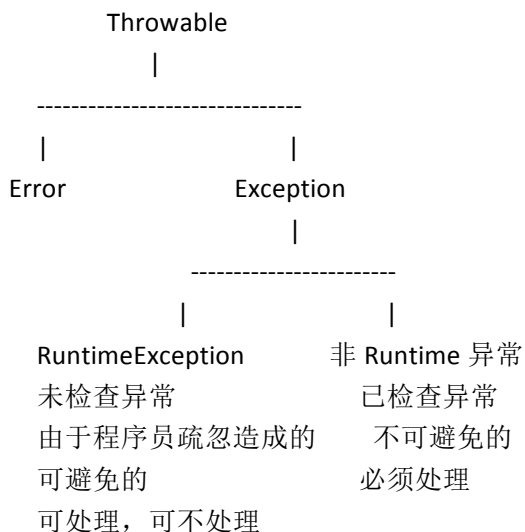 Throwable
|
-------------------------------
| |
Error Exception
|
------------------------
| |
RuntimeException 非 Runtime 异常
未检查异常 已检查异常
由于程序员疏忽造成的 不可避免的
可避免的 必须处理
可处理，可不处理